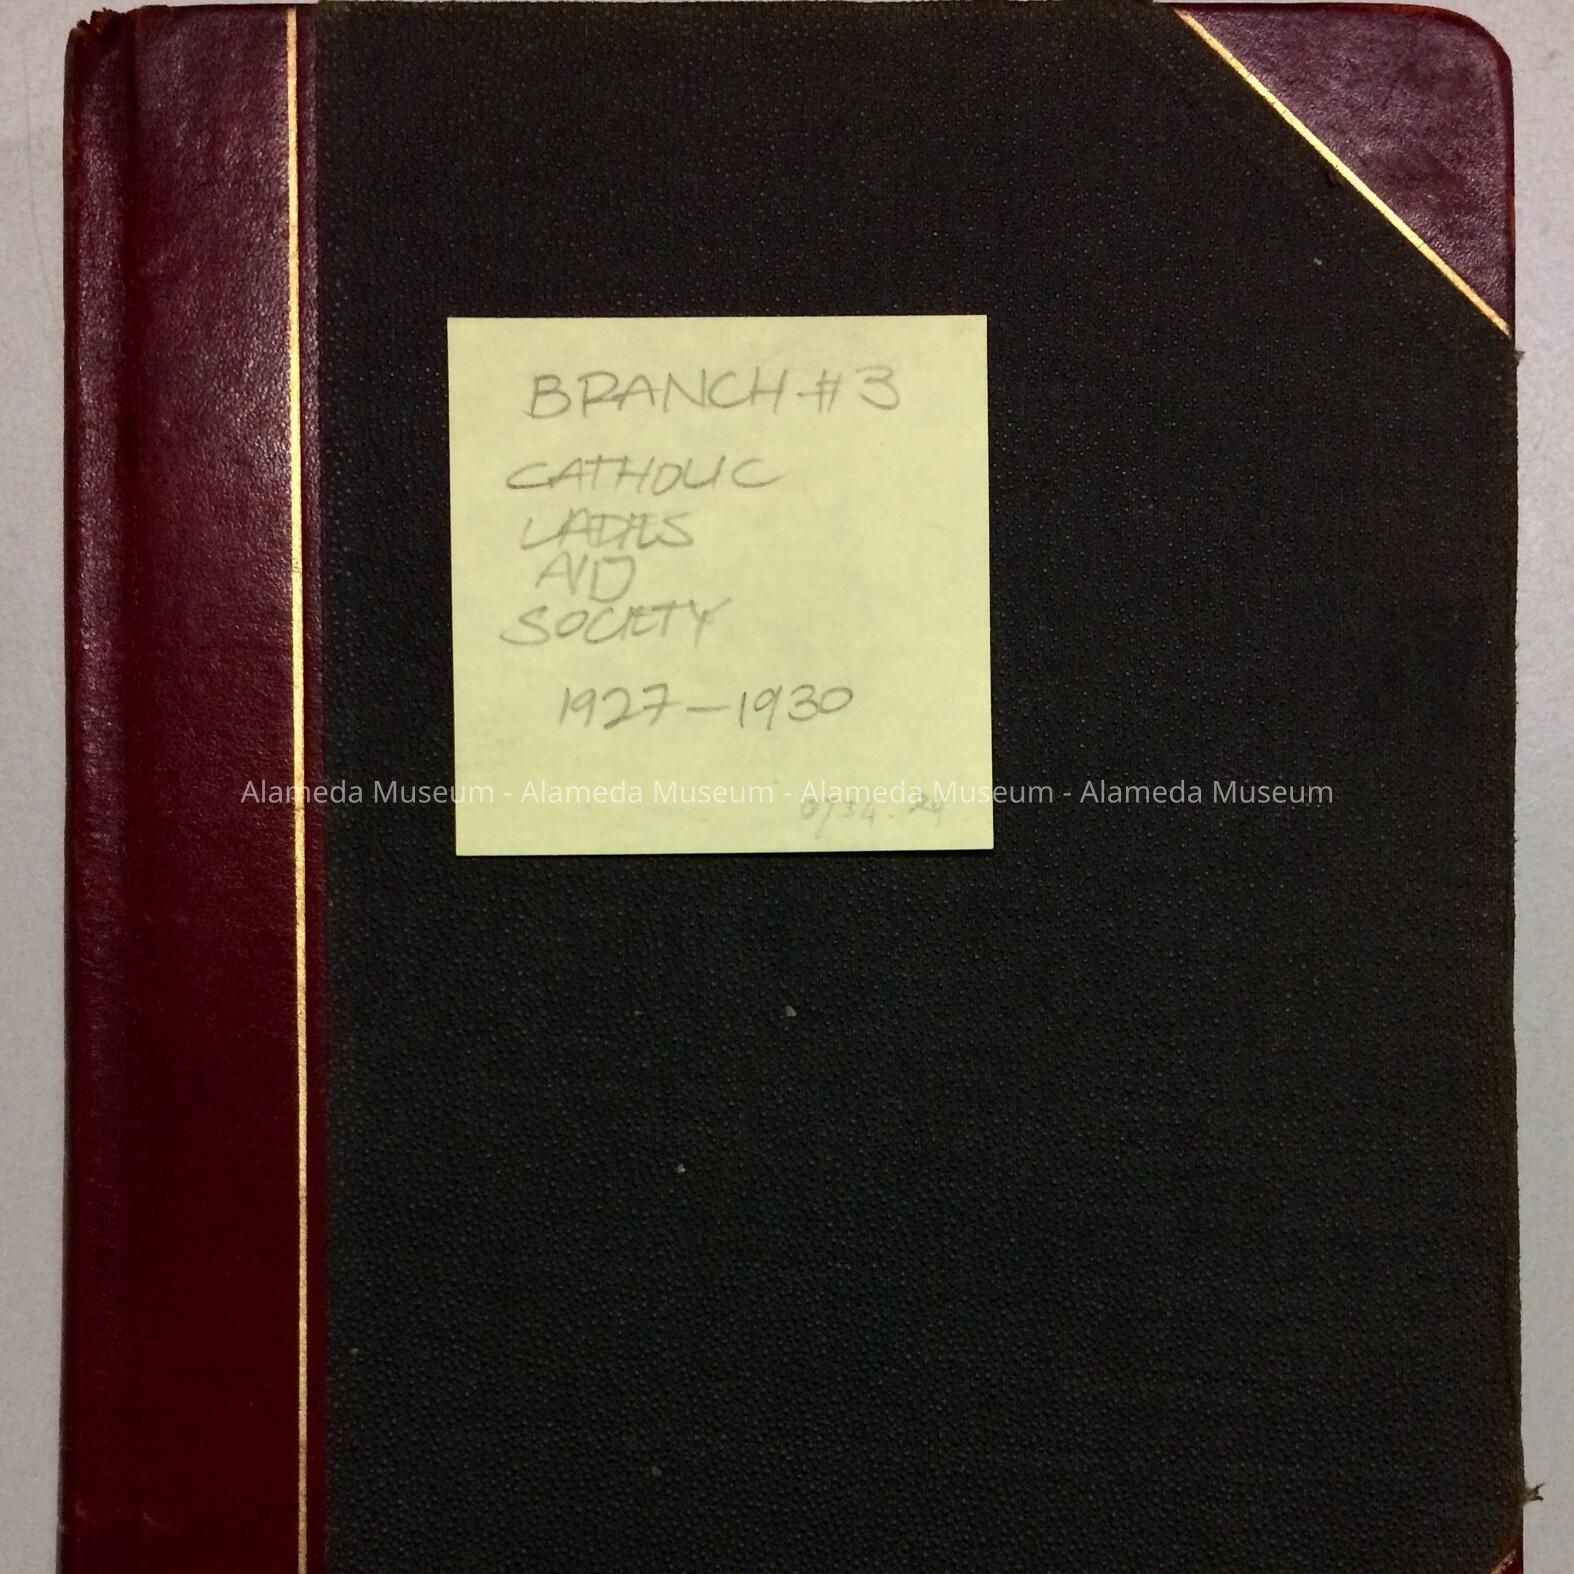 BRANCH #3
CATHOLIC
LADIES
AID
SOCIETY
1927–1930
Alameda Museum - Alameda Museum - Alameda Museum - Alameda Museum